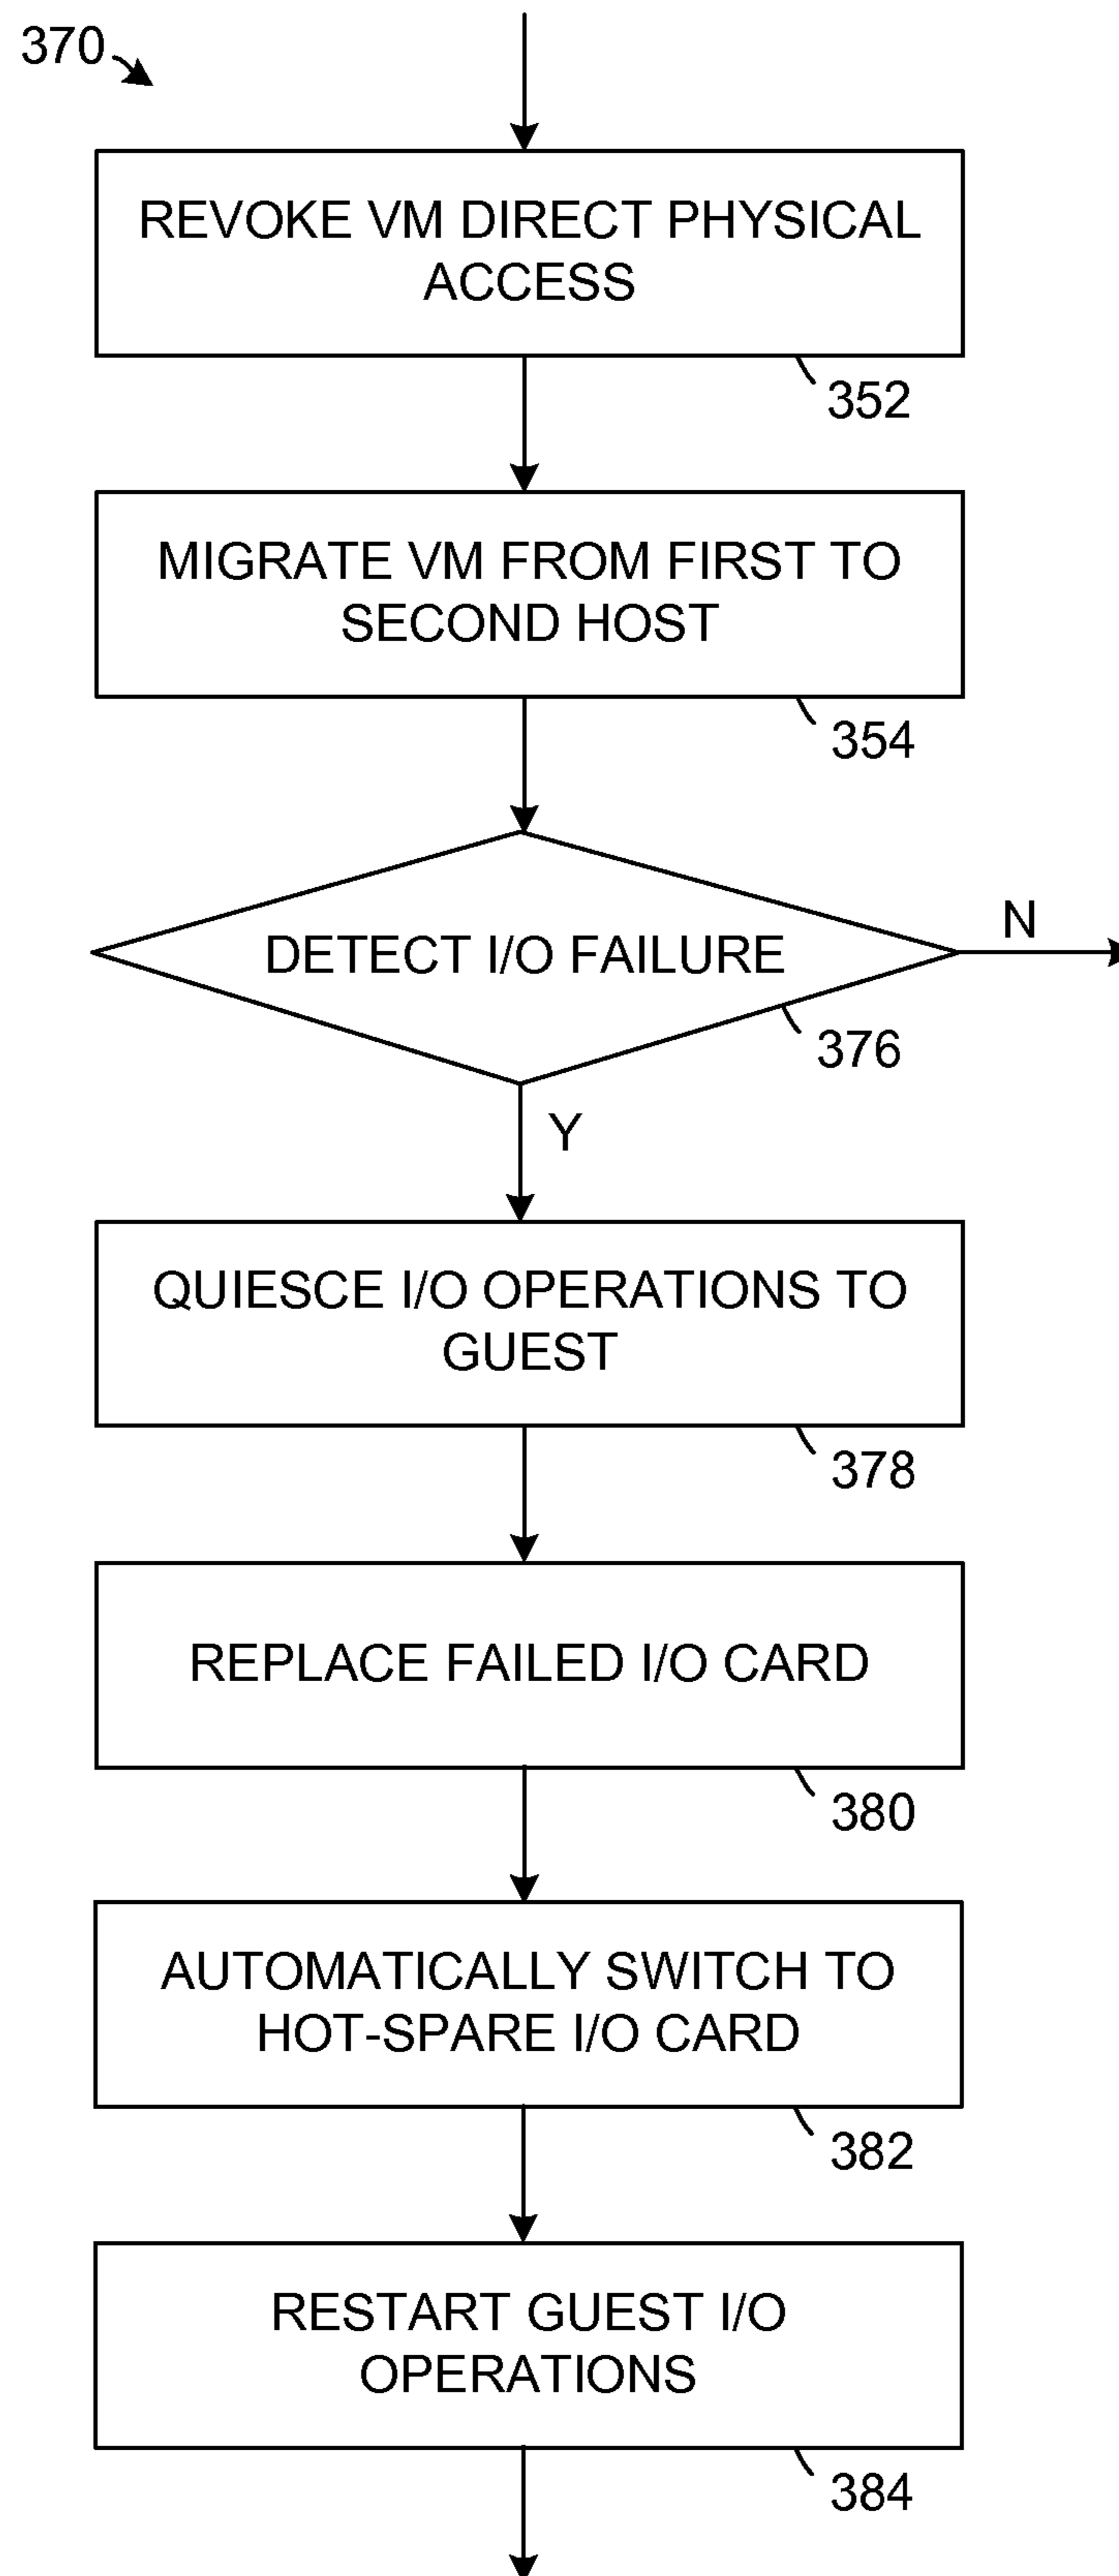 370
REVOKE VM DIRECT PHYSICAL
ACCESS
352
MIGRATE VM FROM FIRST TO
SECOND HOST
354
DETECT I/O FAILURE
N
376
Y
QUIESCE I/O OPERATIONS TO
GUEST
378
REPLACE FAILED I/O CARD
380
AUTOMATICALLY SWITCH TO
HOT-SPARE I/O CARD
382
RESTART GUEST I/O
OPERATIONS
384